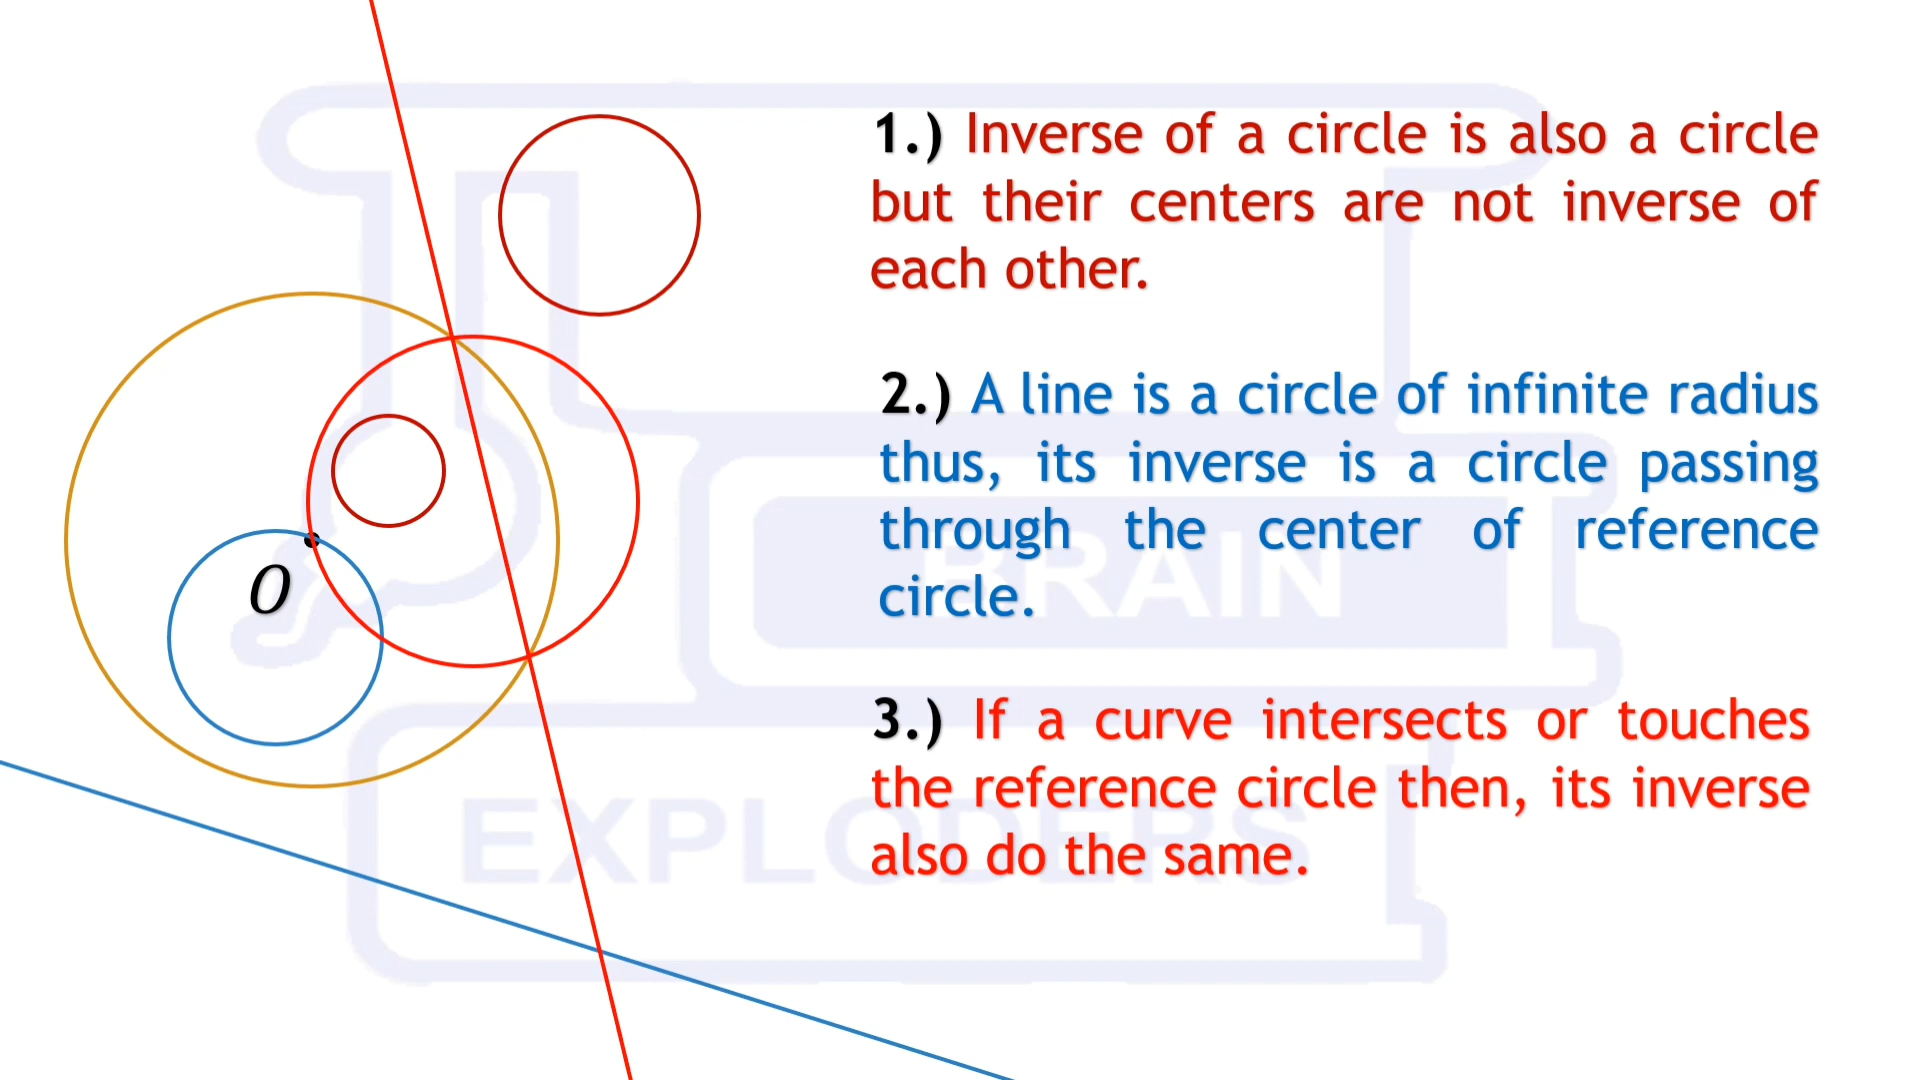 1.) Inverse of a circle is also a circle
but their centers are not inverse of
each other.
2.) A line is a circle of infinite radius
thus, its inverse is a circle passing
through the center of reference
circle.
3.) If a curve intersects or touches
the reference circle then, its inverse
also do the same.
O
BRAIN
EXPLODERS